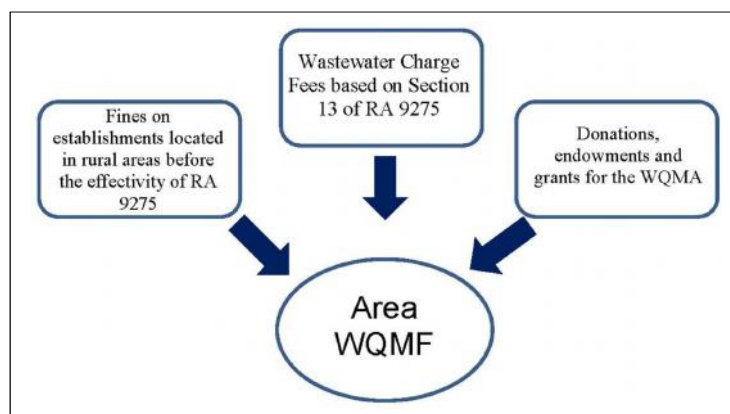 Fines on
establishments located
in rural areas before
the effectivity of RA
9275
Wastewater Charge
Fees based on Section
13 of RA 9275
Donations,
endowments and
grants for the WQMA
Area
WQMF